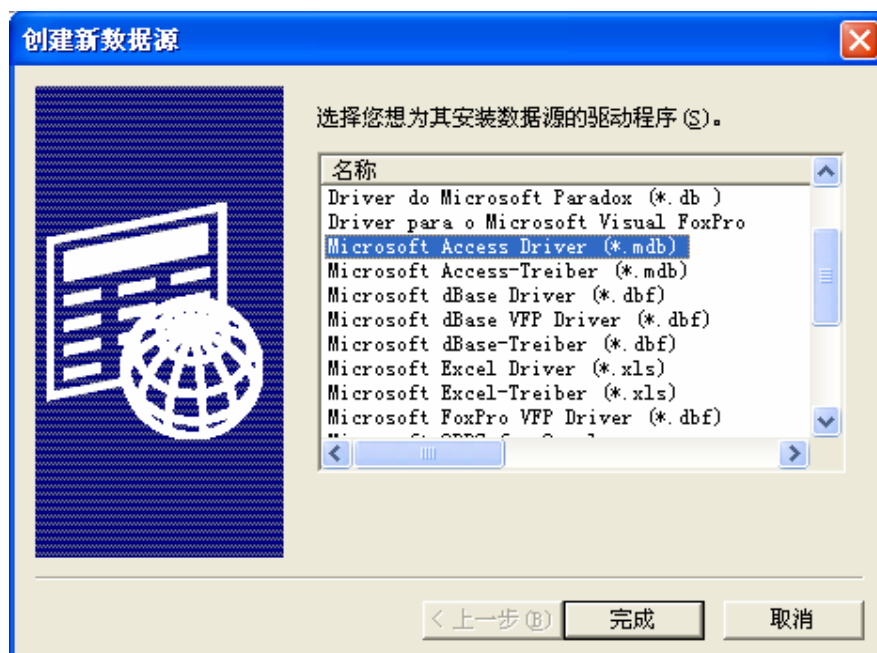 创建新数据源
选择您想为其安装数据源的驱动程序(S)。
名称
Driver do Microsoft Paradox (*.db )
Driver para o Microsoft Visual FoxPro
Microsoft Access Driver (*.mdb)
Microsoft Access-Treiber (*.mdb)
Microsoft dBase Driver (*.dbf)
Microsoft dBase VFP Driver (*.dbf)
Microsoft dBase-Treiber (*.dbf)
Microsoft Excel Driver (*.xls)
Microsoft Excel-Treiber (*.xls)
Microsoft FoxPro VFP Driver (*.dbf)
< 上一步(B)
完成
取消